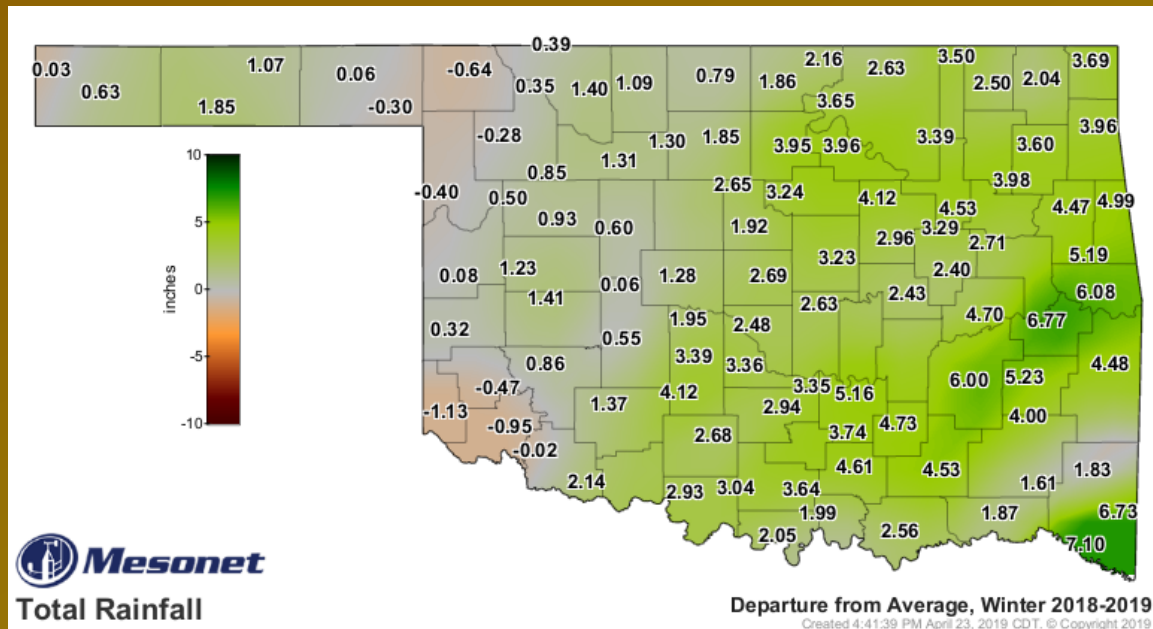 0.39
0.03 0.63 1.07 0.06 -0.64 0.35 1.40 1.09 0.79 1.86 2.16 2.63 3.50 2.50 2.04 3.69
1.85 -0.30 3.65
-0.28 1.30 1.85 3.95 3.96 3.39 3.60 3.96
1.31
0.85 3.98
-0.40 0.50 2.65 3.24 4.12 4.53 4.47 4.99
0.93 0.60 1.92 2.96 3.29 2.71
0.08 1.23 0.06 1.28 2.69 3.23 2.40 5.19
1.41 2.63 2.43 6.08
0.32 0.55 1.95 2.48 4.70 6.77
0.86 3.39 3.36 4.48
-0.47 4.12 3.35 5.16 6.00 5.23
-1.13 1.37 2.94 4.00
-0.95 2.68 3.74 4.73
-0.02 4.61 4.53 1.83
2.14 2.93 3.04 3.64 1.61
1.99 1.87 6.73
2.05 2.56 7.10
10
5
0
-5
-10
inches
Mesonet
Total Rainfall
Departure from Average, Winter 2018-2019
Created 4:41:39 PM April 23, 2019 CDT. © Copyright 2019